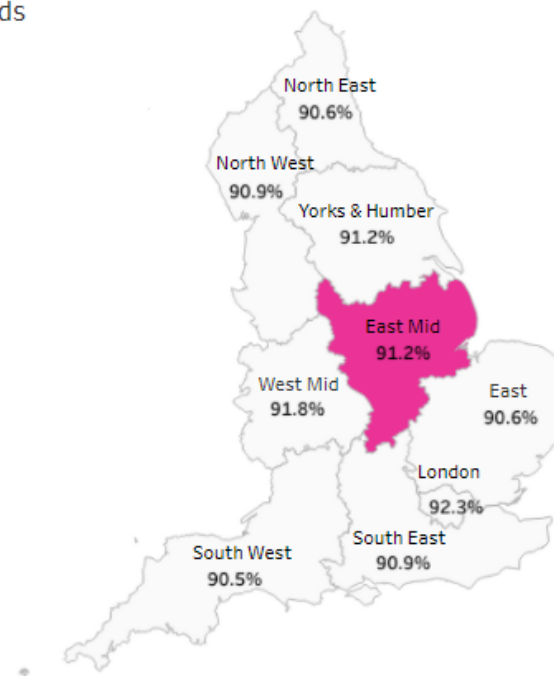 ds
North East
90.6%
North West
90.9%
Yorks & Humber
91.2%
East Mid
91.2%
West Mid
91.8%
East
90.6%
London
92.3%
South East
90.9%
South West
90.5%